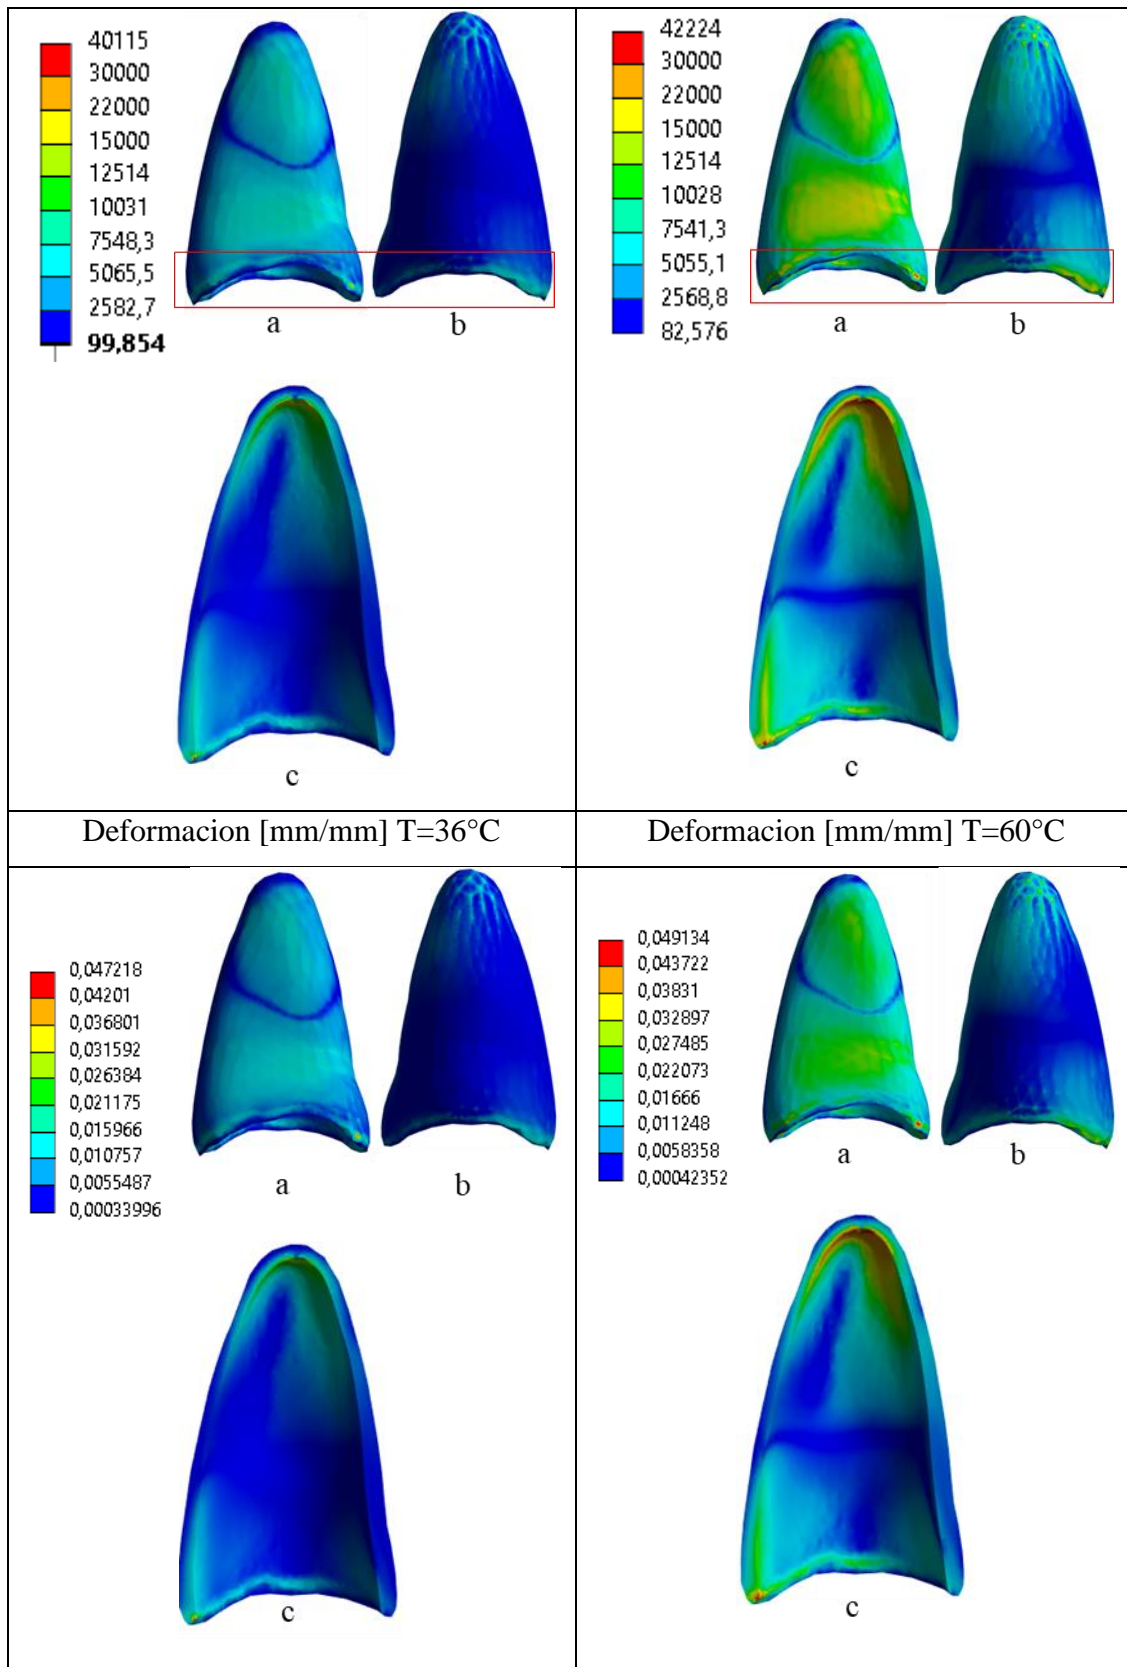 40115
30000
22000
15000
12514
10031
7548,3
5065,5
2582,7
99,854
a
b
c
42224
30000
22000
15000
12514
10028
7541,3
5055,1
2568,8
82,576
a
b
c
Deformacion [mm/mm] T=36°C
Deformacion [mm/mm] T=60°C
0,047218
0,04201
0,036801
0,031592
0,026384
0,021175
0,015966
0,010757
0,0055487
0,00033996
a
b
c
0,049134
0,043722
0,03831
0,032897
0,027485
0,022073
0,01666
0,011248
0,0058358
0,00042352
a
b
c